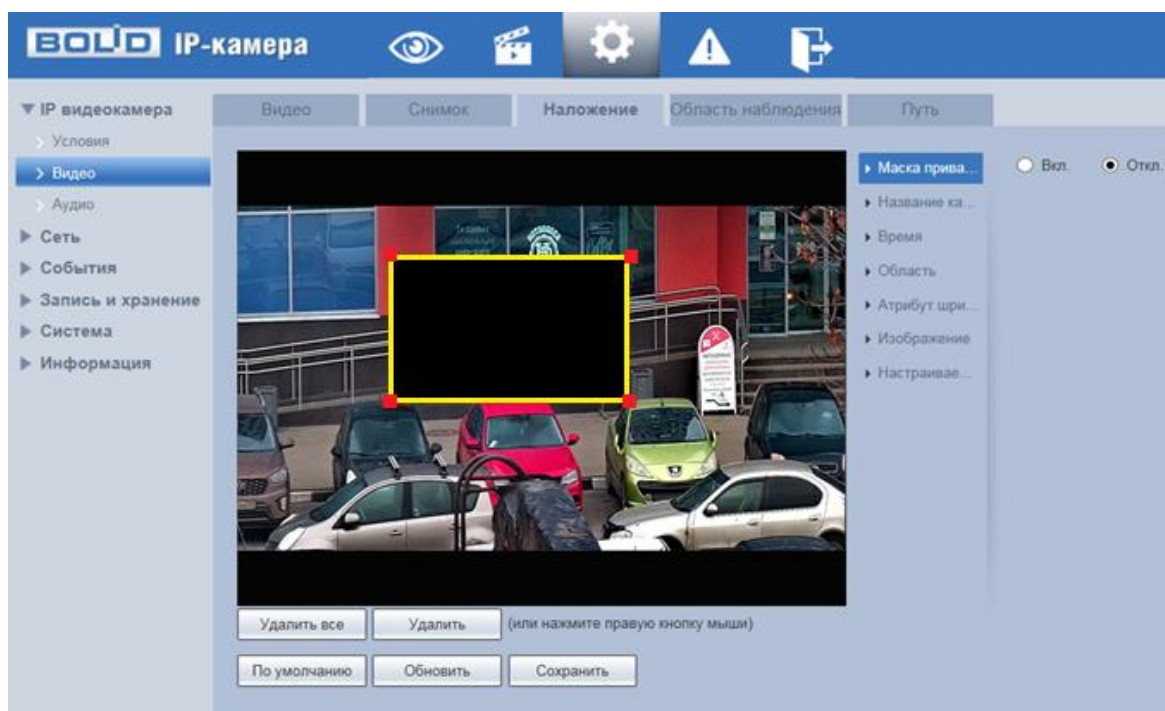 BOLID IP-камера
IP видеокамера
Условия
Видео
Аудио
Сеть
События
Запись и хранение
Система
Информация
Видео
Снимок
Наложение
Область наблюдения
Путь
Маска прива...
Название ка...
Время
Область
Атрибут шри...
Изображение
Настраивае...
Вкл.
Откл.
Удалить все
Удалить
(или нажмите правую кнопку мыши)
По умолчанию
Обновить
Сохранить